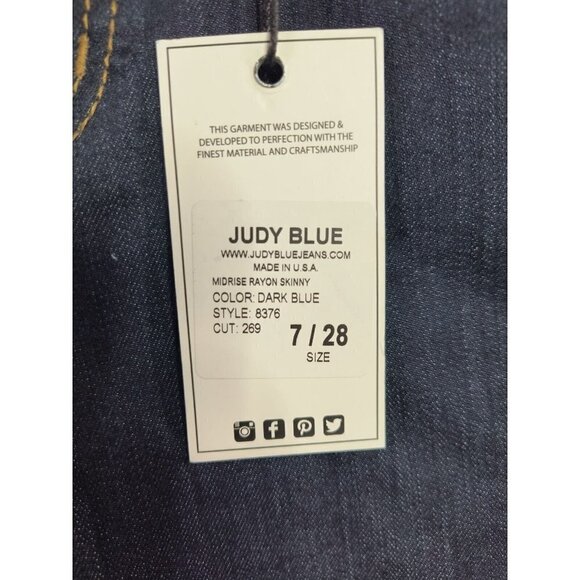 THIS GARMENT WAS DESIGNED &
DEVELOPED TO PERFECTION WITH THE
FINEST MATERIAL AND CRAFTSMANSHIP
JUDY BLUE
WWW.JUDYBLUEJEANS.COM
MADE IN U.S.A.
MIDRISE RAYON SKINNY
COLOR: DARK BLUE
STYLE: 8376
CUT: 269
7 / 28
SIZE